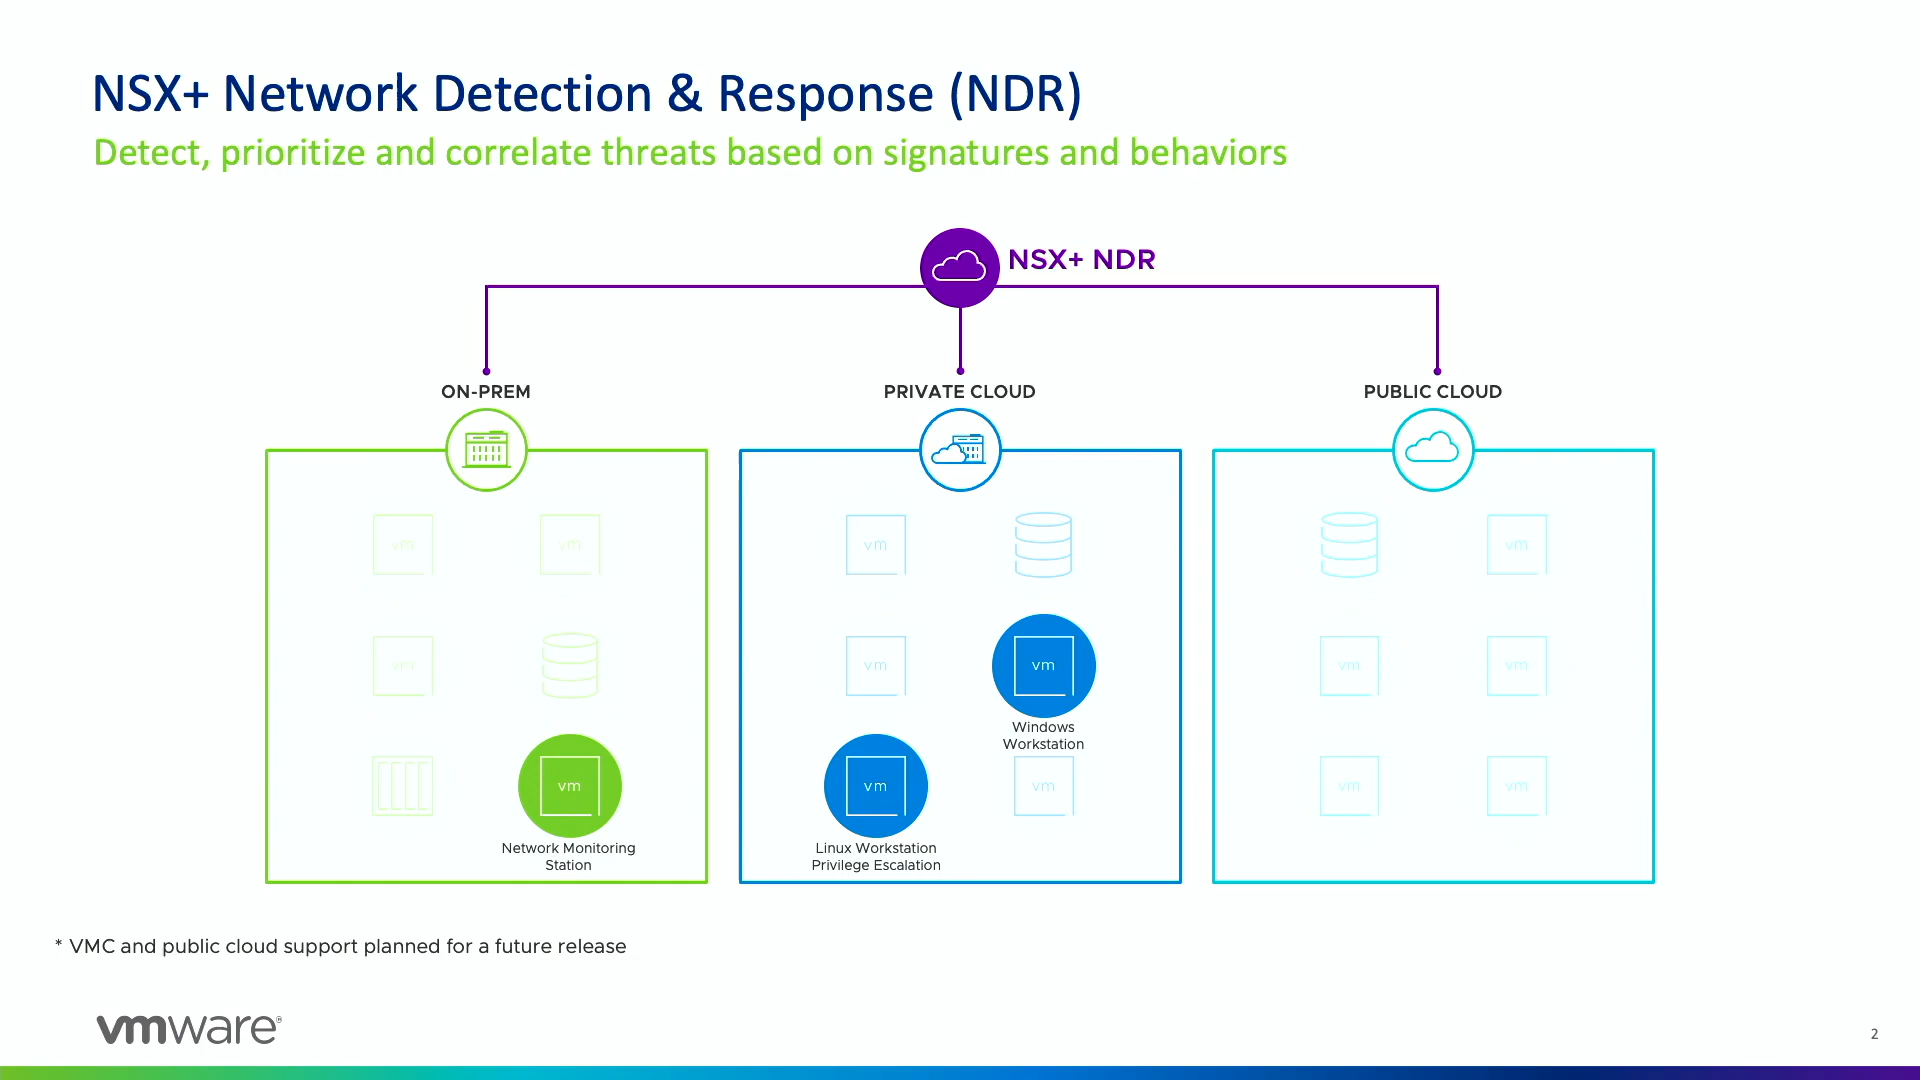 NSX+ Network Detection & Response (NDR)
Detect, prioritize and correlate threats based on signatures and behaviors
NSX+ NDR
ON-PREM
PRIVATE CLOUD
PUBLIC CLOUD
vm
vm
vm
vm
vm
vm
vm
vm
vm
vm
Windows
Workstation
vm
vm
vm
vm
vm
Network Monitoring
Station
Linux Workstation
Privilege Escalation
* VMC and public cloud support planned for a future release
vmware®
2